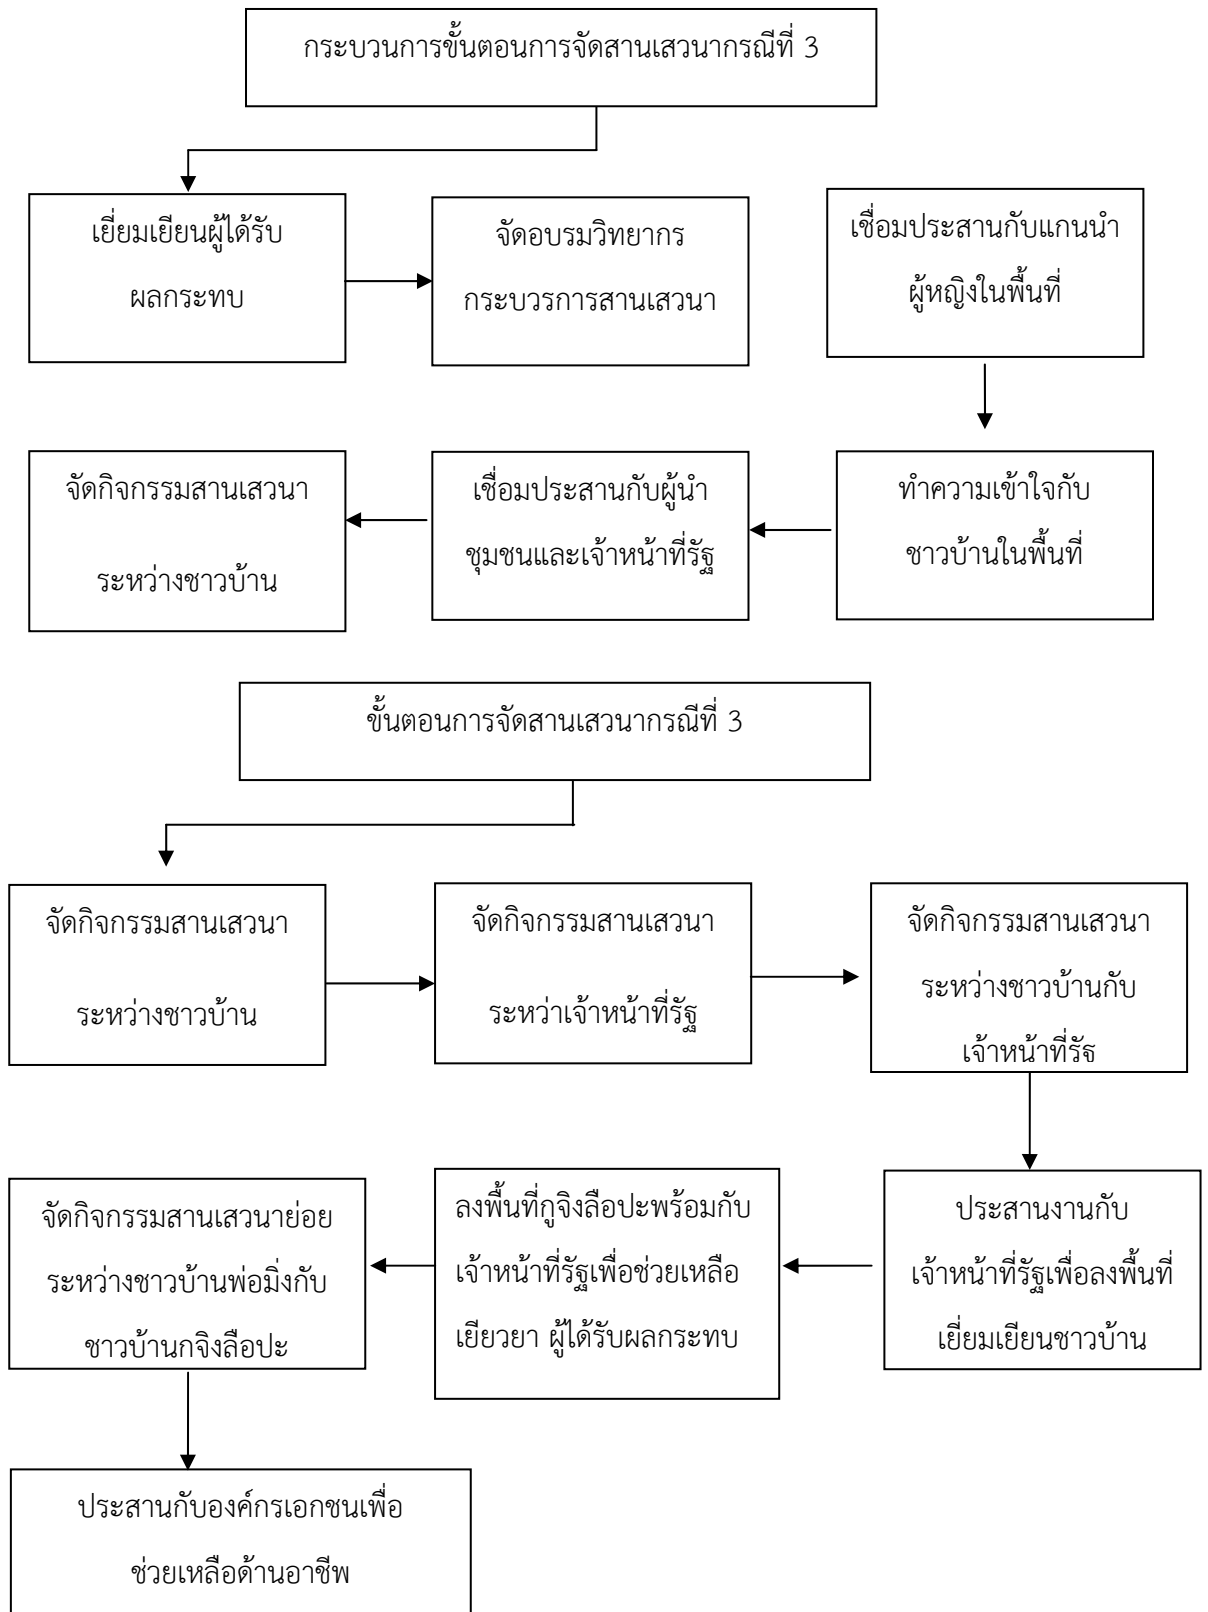 กระบวนการขั้นตอนการจัดสานเสวนากรณีที่ 3
เยี่ยมเยียนผู้ได้รับ
ผลกระทบ
จัดอบรมวิทยากร
กระบวรการสานเสวนา
เชื่อมประสานกับแกนนำ
ผู้หญิงในพื้นที่
จัดกิจกรรมสานเสวนา
ระหว่างชาวบ้าน
เชื่อมประสานกับผู้นำ
ชุมชนและเจ้าหน้าที่รัฐ
ทำความเข้าใจกับ
ชาวบ้านในพื้นที่
ขั้นตอนการจัดสานเสวนากรณีที่ 3
จัดกิจกรรมสานเสวนา
ระหว่างชาวบ้าน
จัดกิจกรรมสานเสวนา
ระหว่าเจ้าหน้าที่รัฐ
จัดกิจกรรมสานเสวนา
ระหว่างชาวบ้านกับ
เจ้าหน้าที่รัฐ
จัดกิจกรรมสานเสวนาย่อย
ระหว่างชาวบ้านพ่อมิ่งกับ
ชาวบ้านกจิงลือปะ
ลงพื้นที่กูจิงลือปะพร้อมกับ
เจ้าหน้าที่รัฐเพื่อช่วยเหลือ
เยียวยา ผู้ได้รับผลกระทบ
ประสานงานกับ
เจ้าหน้าที่รัฐเพื่อลงพื้นที่
เยี่ยมเยียนชาวบ้าน
ประสานกับองค์กรเอกชนเพื่อ
ช่วยเหลือด้านอาชีพ